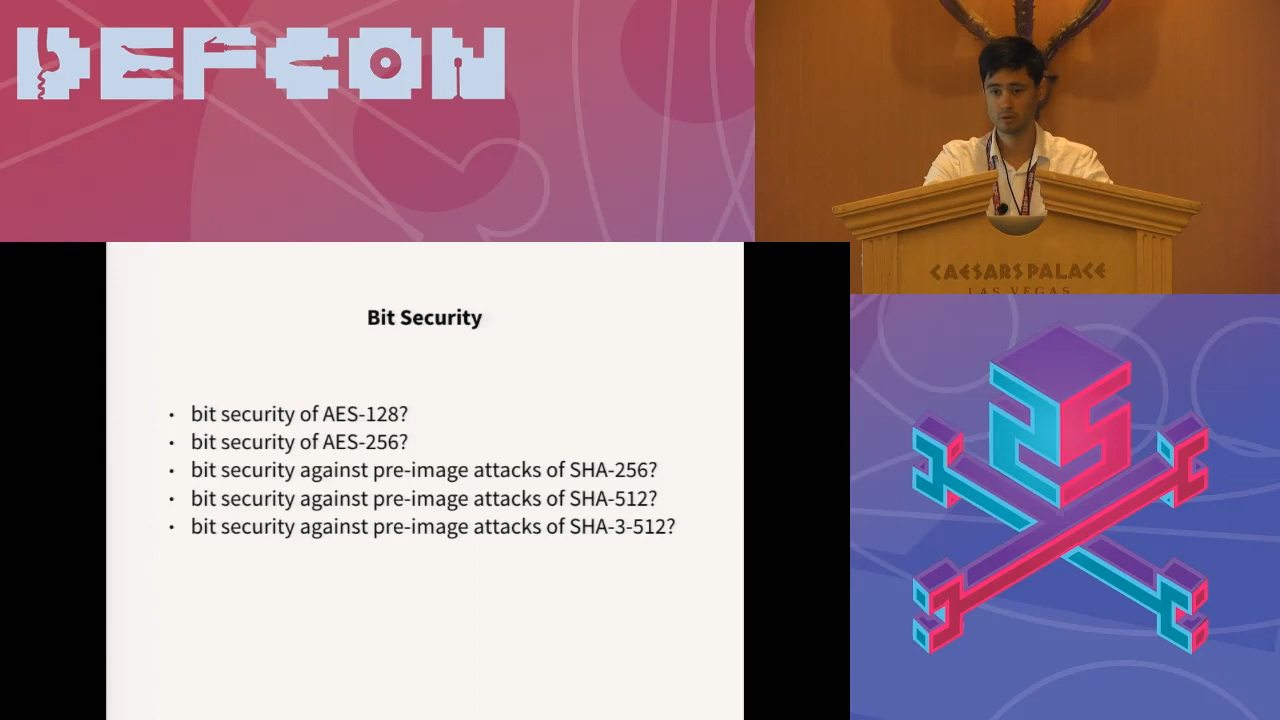 DEFCON
CAESARS PALACE
LAS VEGAS
Bit Security
• bit security of AES-128?
• bit security of AES-256?
• bit security against pre-image attacks of SHA-256?
• bit security against pre-image attacks of SHA-512?
• bit security against pre-image attacks of SHA-3-512?
25